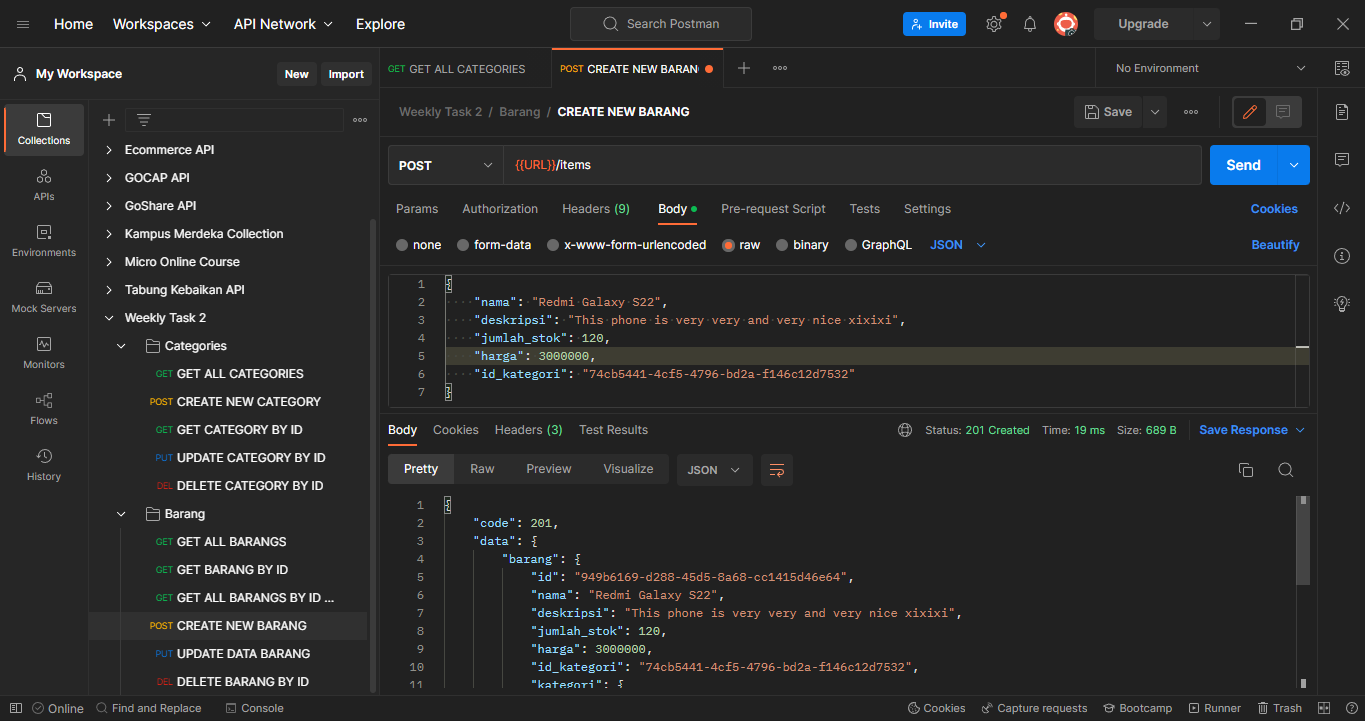 Home Workspaces API Network Explore Search Postman Invite Upgrade
My Workspace New Import
GET GET ALL CATEGORIES POST CREATE NEW BARAN No Environment
Collections
APIs
Environments
Mock Servers
Monitors
Flows
History
Ecommerce API
GOCAP API
GoShare API
Kampus Merdeka Collection
Micro Online Course
Tabung Kebaikan API
Weekly Task 2
Categories
GET GET ALL CATEGORIES
POST CREATE NEW CATEGORY
GET GET CATEGORY BY ID
PUT UPDATE CATEGORY BY ID
DEL DELETE CATEGORY BY ID
Barang
GET GET ALL BARANGS
GET GET BARANG BY ID
GET GET ALL BARANGS BY ID ...
POST CREATE NEW BARANG
PUT UPDATE DATA BARANG
DEL DELETE BARANG BY ID
Weekly Task 2 / Barang / CREATE NEW BARANG Save
POST {{URL}}/items Send
Params Authorization Headers (9) Body Pre-request Script Tests Settings Cookies
none form-data x-www-form-urlencoded raw binary GraphQL JSON Beautify
1 {
2 "nama": "Redmi Galaxy S22",
3 "deskripsi": "This phone is very very and very nice xixixi",
4 "jumlah_stok": 120,
5 "harga": 3000000,
6 "id_kategori": "74cb5441-4cf5-4796-bd2a-f146c12d7532"
7 }
Body Cookies Headers (3) Test Results Status: 201 Created Time: 19 ms Size: 689 B Save Response
Pretty Raw Preview Visualize JSON
1 {
2 "code": 201,
3 "data": {
4 "barang": {
5 "id": "949b6169-d288-45d5-8a68-cc1415d46e64",
6 "nama": "Redmi Galaxy S22",
7 "deskripsi": "This phone is very very and very nice xixixi",
8 "jumlah_stok": 120,
9 "harga": 3000000,
10 "id_kategori": "74cb5441-4cf5-4796-bd2a-f146c12d7532",
11 "kategori": {
Online Find and Replace Console Cookies Capture requests Bootcamp Runner Trash